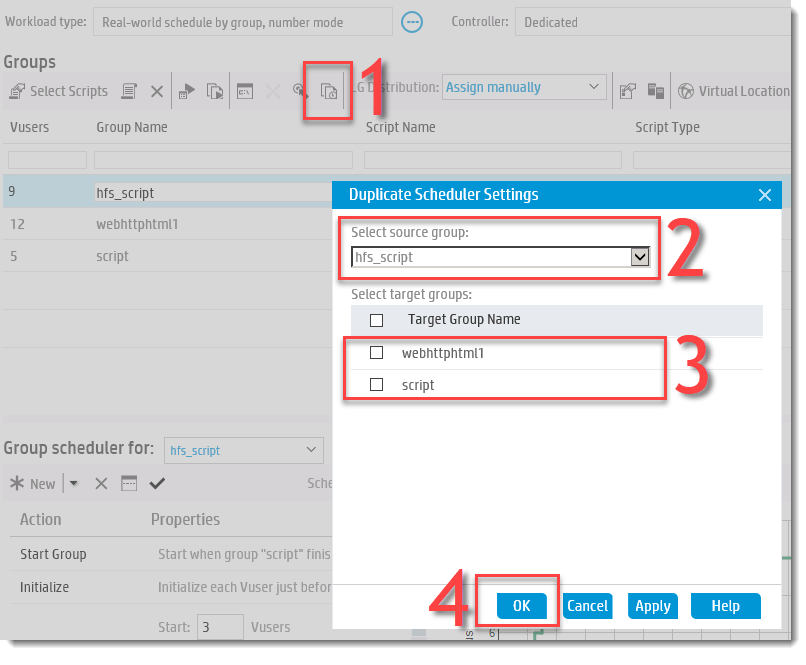 Workload type: Real-world schedule by group, number mode Controller: Dedicated
Groups
Select Scripts 1 G Distribution: Assign manually Virtual Location
Vusers Group Name Script Name Script Type
9 hfs_script
12 webhttphtml1
5 script
Duplicate Scheduler Settings
Select source group:
hfs_script
2
Select target groups:
Target Group Name
webhttphtml1
script
3
Group scheduler for: hfs_script
New Sche
Action Properties
Start Group Start when group "script" finis
Initialize Initialize each Vuser just befor
Start: 3 Vusers
4 OK Cancel Apply Help
6